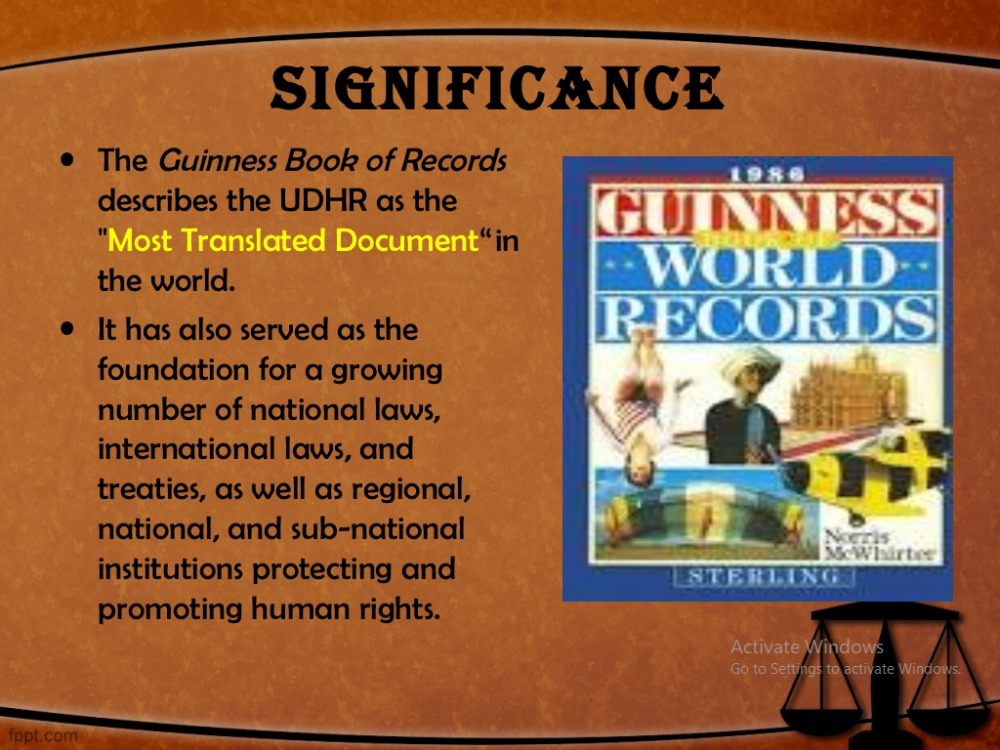 SIGNIFICANCE
• The Guinness Book of Records
describes the UDHR as the
"Most Translated Document“ in
the world.
• It has also served as the
foundation for a growing
number of national laws,
international laws, and
treaties, as well as regional,
national, and sub-national
institutions protecting and
promoting human rights.
1986
GUINNESS
WORLD
RECORDS
Norris
McWhirter
STERLING
Activate Windows
Go to Settings to activate Windows.
fppt.com